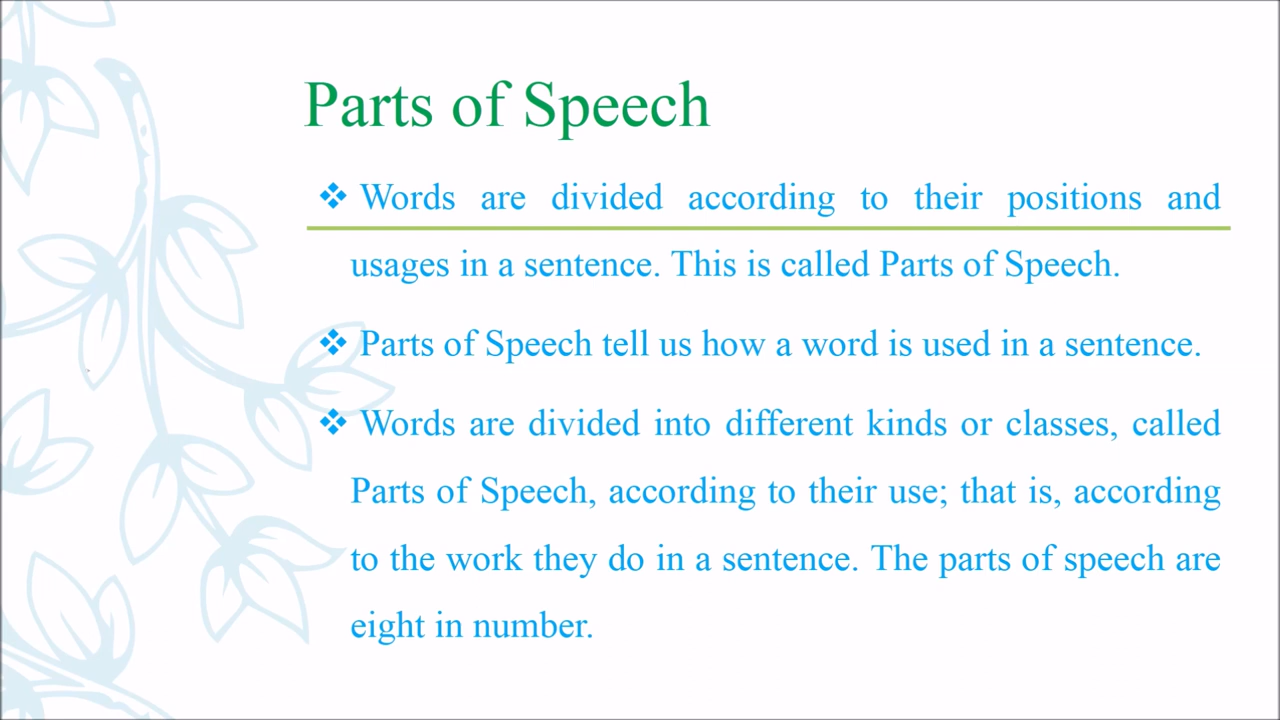 Parts of Speech
❖ Words are divided according to their positions and
usages in a sentence. This is called Parts of Speech.
❖ Parts of Speech tell us how a word is used in a sentence.
❖ Words are divided into different kinds or classes, called
Parts of Speech, according to their use; that is, according
to the work they do in a sentence. The parts of speech are
eight in number.